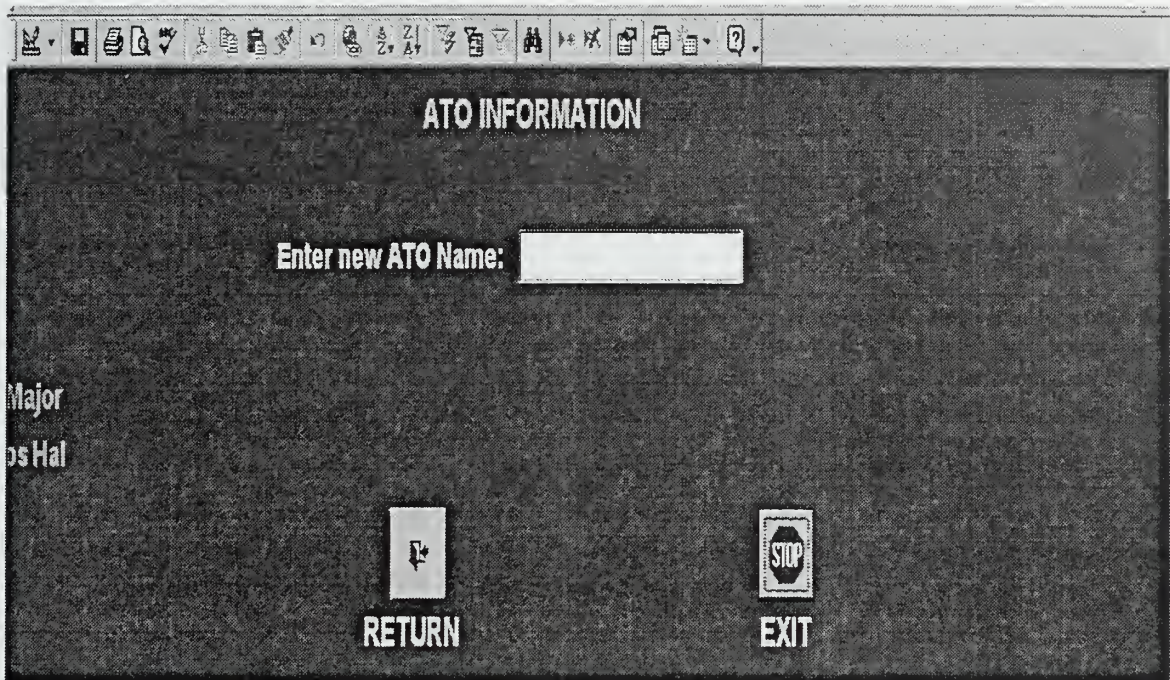 ATO INFORMATION
Enter new ATO Name:
Major
os Hal
STOP
RETURN
EXIT